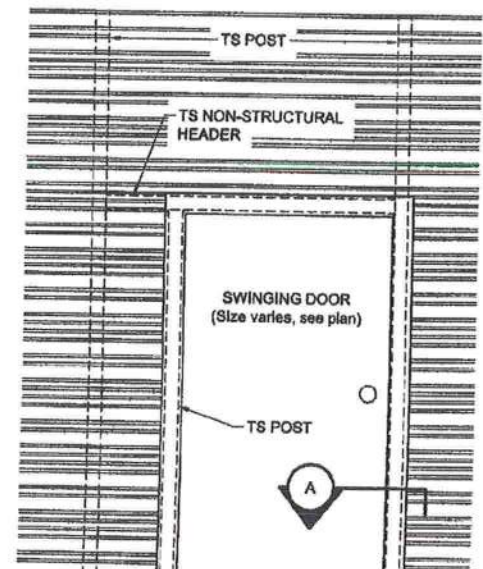 TS POST
TS NON-STRUCTURAL
HEADER
SWINGING DOOR
(Size varies, see plan)
TS POST
A